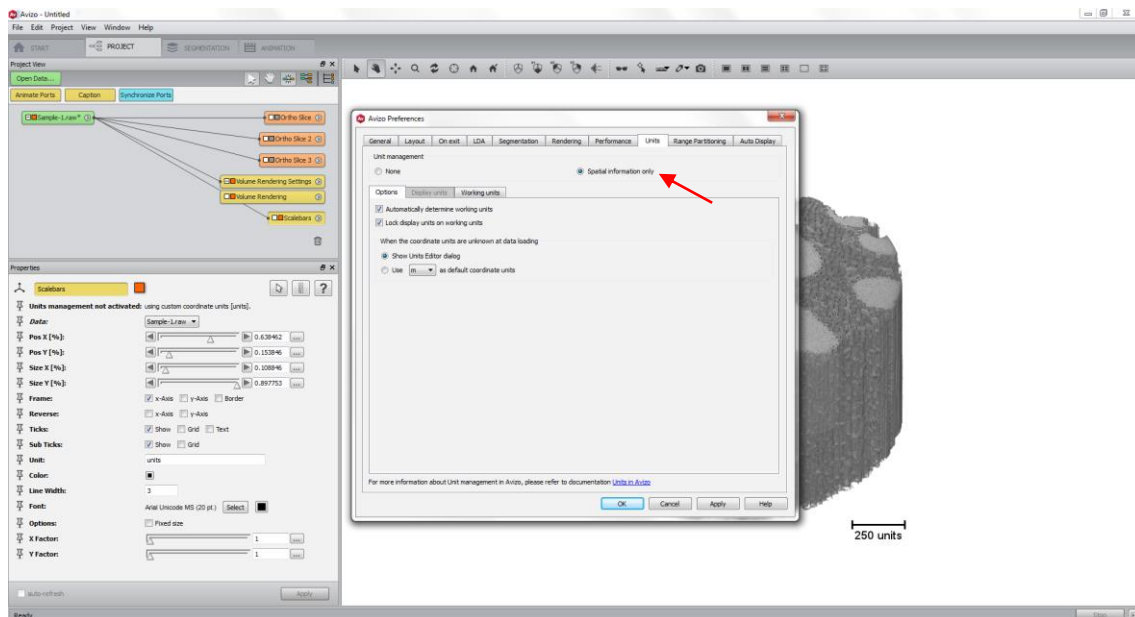 Avizo - Untitled
File Edit Project View Window Help
START PROJECT SEGMENTATION ANIMATION
Project View
Open Data...
Animate Ports Caption Synchronize Ports
Sample-1.raw* Ortho Slice
Ortho Slice 2
Ortho Slice 3
Volume Rendering Settings
Volume Rendering
Scalebars
Properties
Scalebars ?
Units management not activated: using custom coordinate units [units].
Data: Sample-1.raw
Pos X [%]: 0.638462 ...
Pos Y [%]: 0.153846 ...
Size X [%]: 0.108846 ...
Size Y [%]: 0.897753 ...
Frame: x-Axis y-Axis Border
Reverse: x-Axis y-Axis
Ticks: Show Grid Text
Sub Ticks: Show Grid
Unit: units
Color:
Line Width: 3
Font: Arial Unicode MS (20 pt.) Select
Options: Fixed size
X Factor: 1 ...
Y Factor: 1 ...
auto-refresh Apply
Ready
Avizo Preferences
General Layout On exit LDA Segmentation Rendering Performance Units Range Partitioning Auto Display
Unit management
None Spatial information only
Options Display units Working units
Automatically determine working units
Lock display units on working units
When the coordinate units are unknown at data loading
Show Units Editor dialog
Use m as default coordinate units
For more information about Unit management in Avizo, please refer to documentation Units in Avizo
OK Cancel Apply Help
250 units
Stop